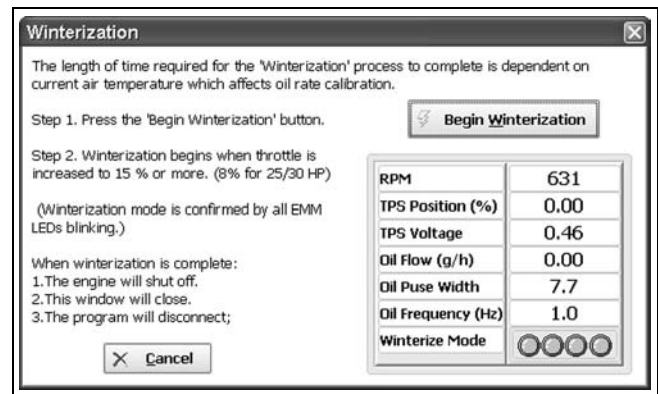 Winterization
The length of time required for the 'Winterization' process to complete is dependent on
current air temperature which affects oil rate calibration.
Step 1. Press the 'Begin Winterization' button.
Begin Winterization
Step 2. Winterization begins when throttle is
increased to 15 % or more. (8% for 25/30 HP)
(Winterization mode is confirmed by all EMM
LEDs blinking.)
When winterization is complete:
1.The engine will shut off.
2.This window will close.
3.The program will disconnect;
Cancel
RPM 631
TPS Position (%) 0.00
TPS Voltage 0.46
Oil Flow (g/h) 0.00
Oil Puse Width 7.7
Oil Frequency (Hz) 1.0
Winterize Mode